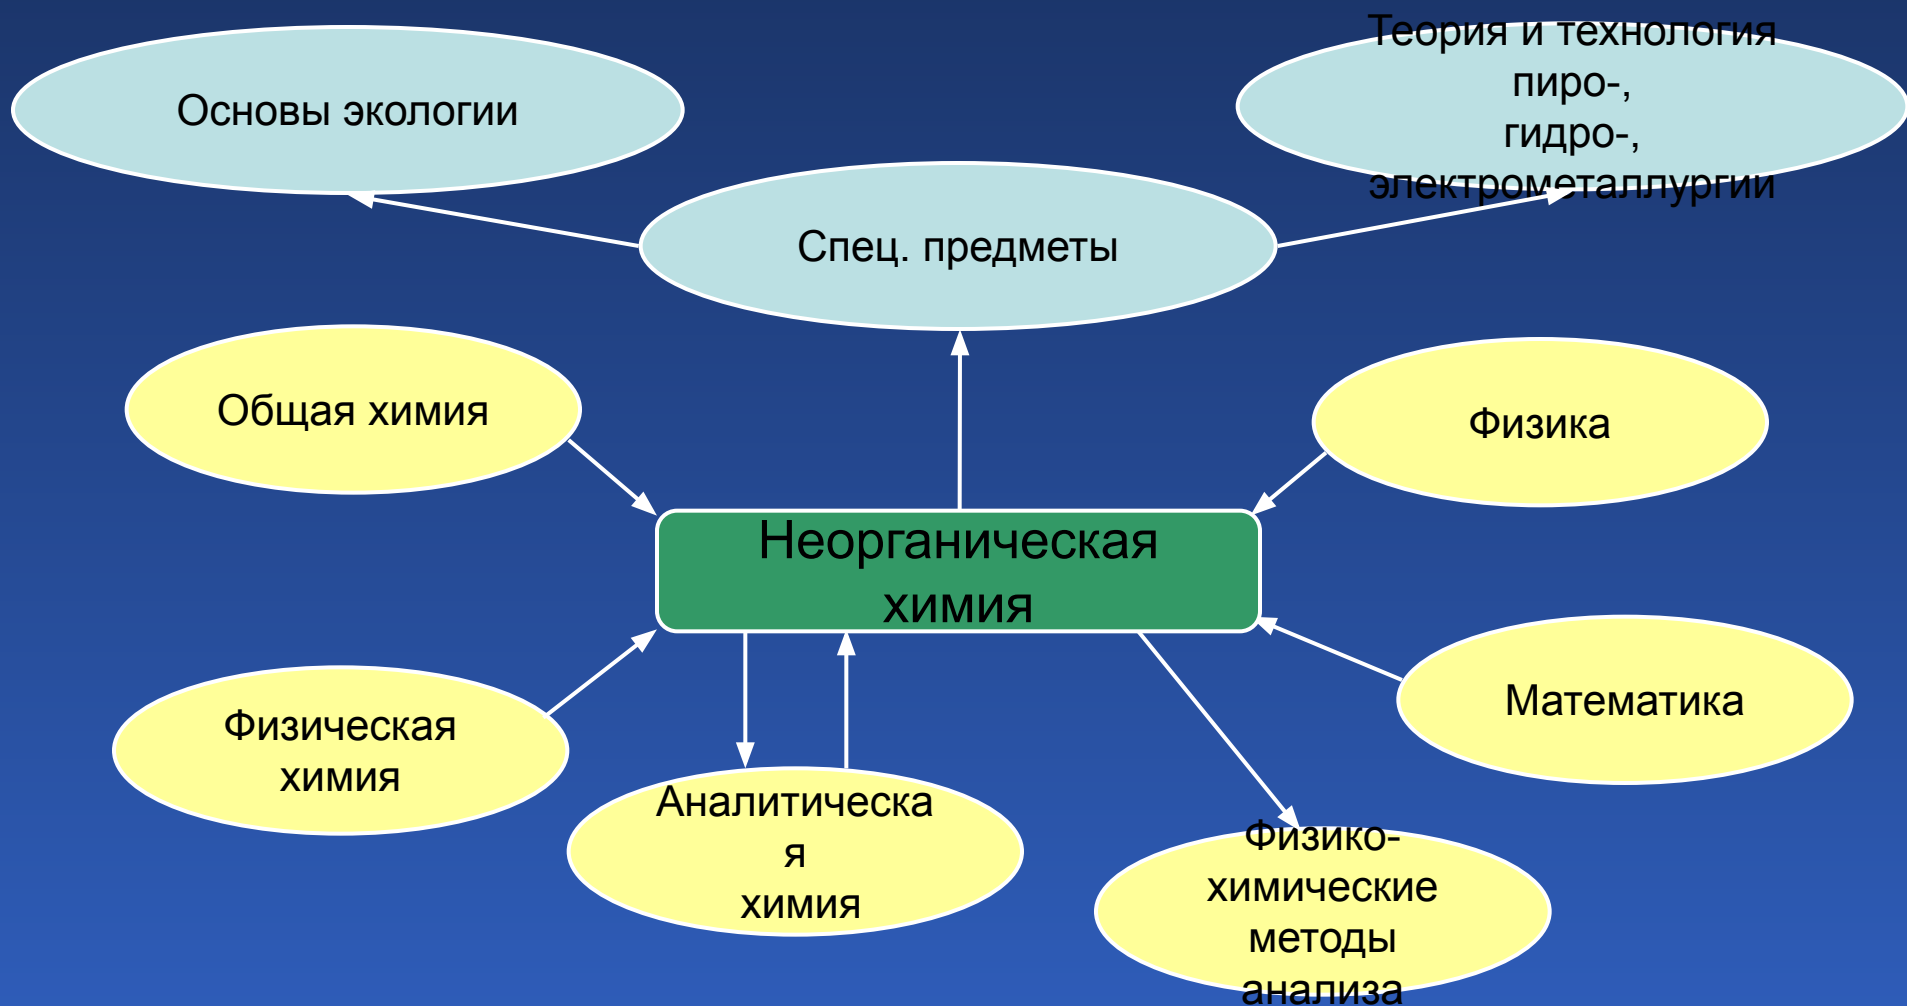 Теория и технология
пиро-,
гидро-,
электрометаллургии
Основы экологии
Спец. предметы
Общая химия
Физика
Неорганическая
химия
Физическая
химия
Математика
Аналитическа
я
химия
Физико-
химические
методы
анализа